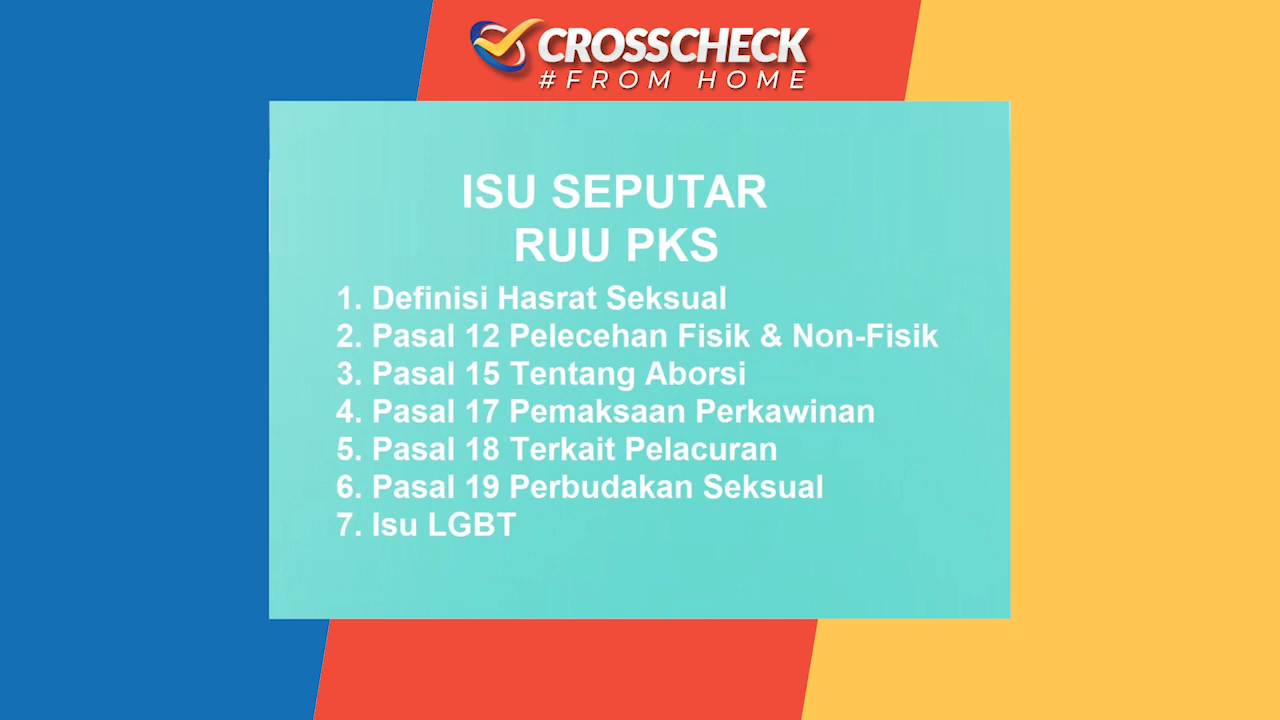 CROSSCHECK
#FROM HOME
ISU SEPUTAR
RUU PKS
1. Definisi Hasrat Seksual
2. Pasal 12 Pelecehan Fisik & Non-Fisik
3. Pasal 15 Tentang Aborsi
4. Pasal 17 Pemaksaan Perkawinan
5. Pasal 18 Terkait Pelacuran
6. Pasal 19 Perbudakan Seksual
7. Isu LGBT